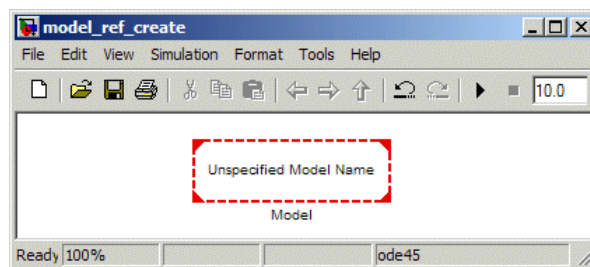 model_ref_create
File Edit View Simulation Format Tools Help
10.0
Unspecified Model Name
Model
Ready 100% ode45